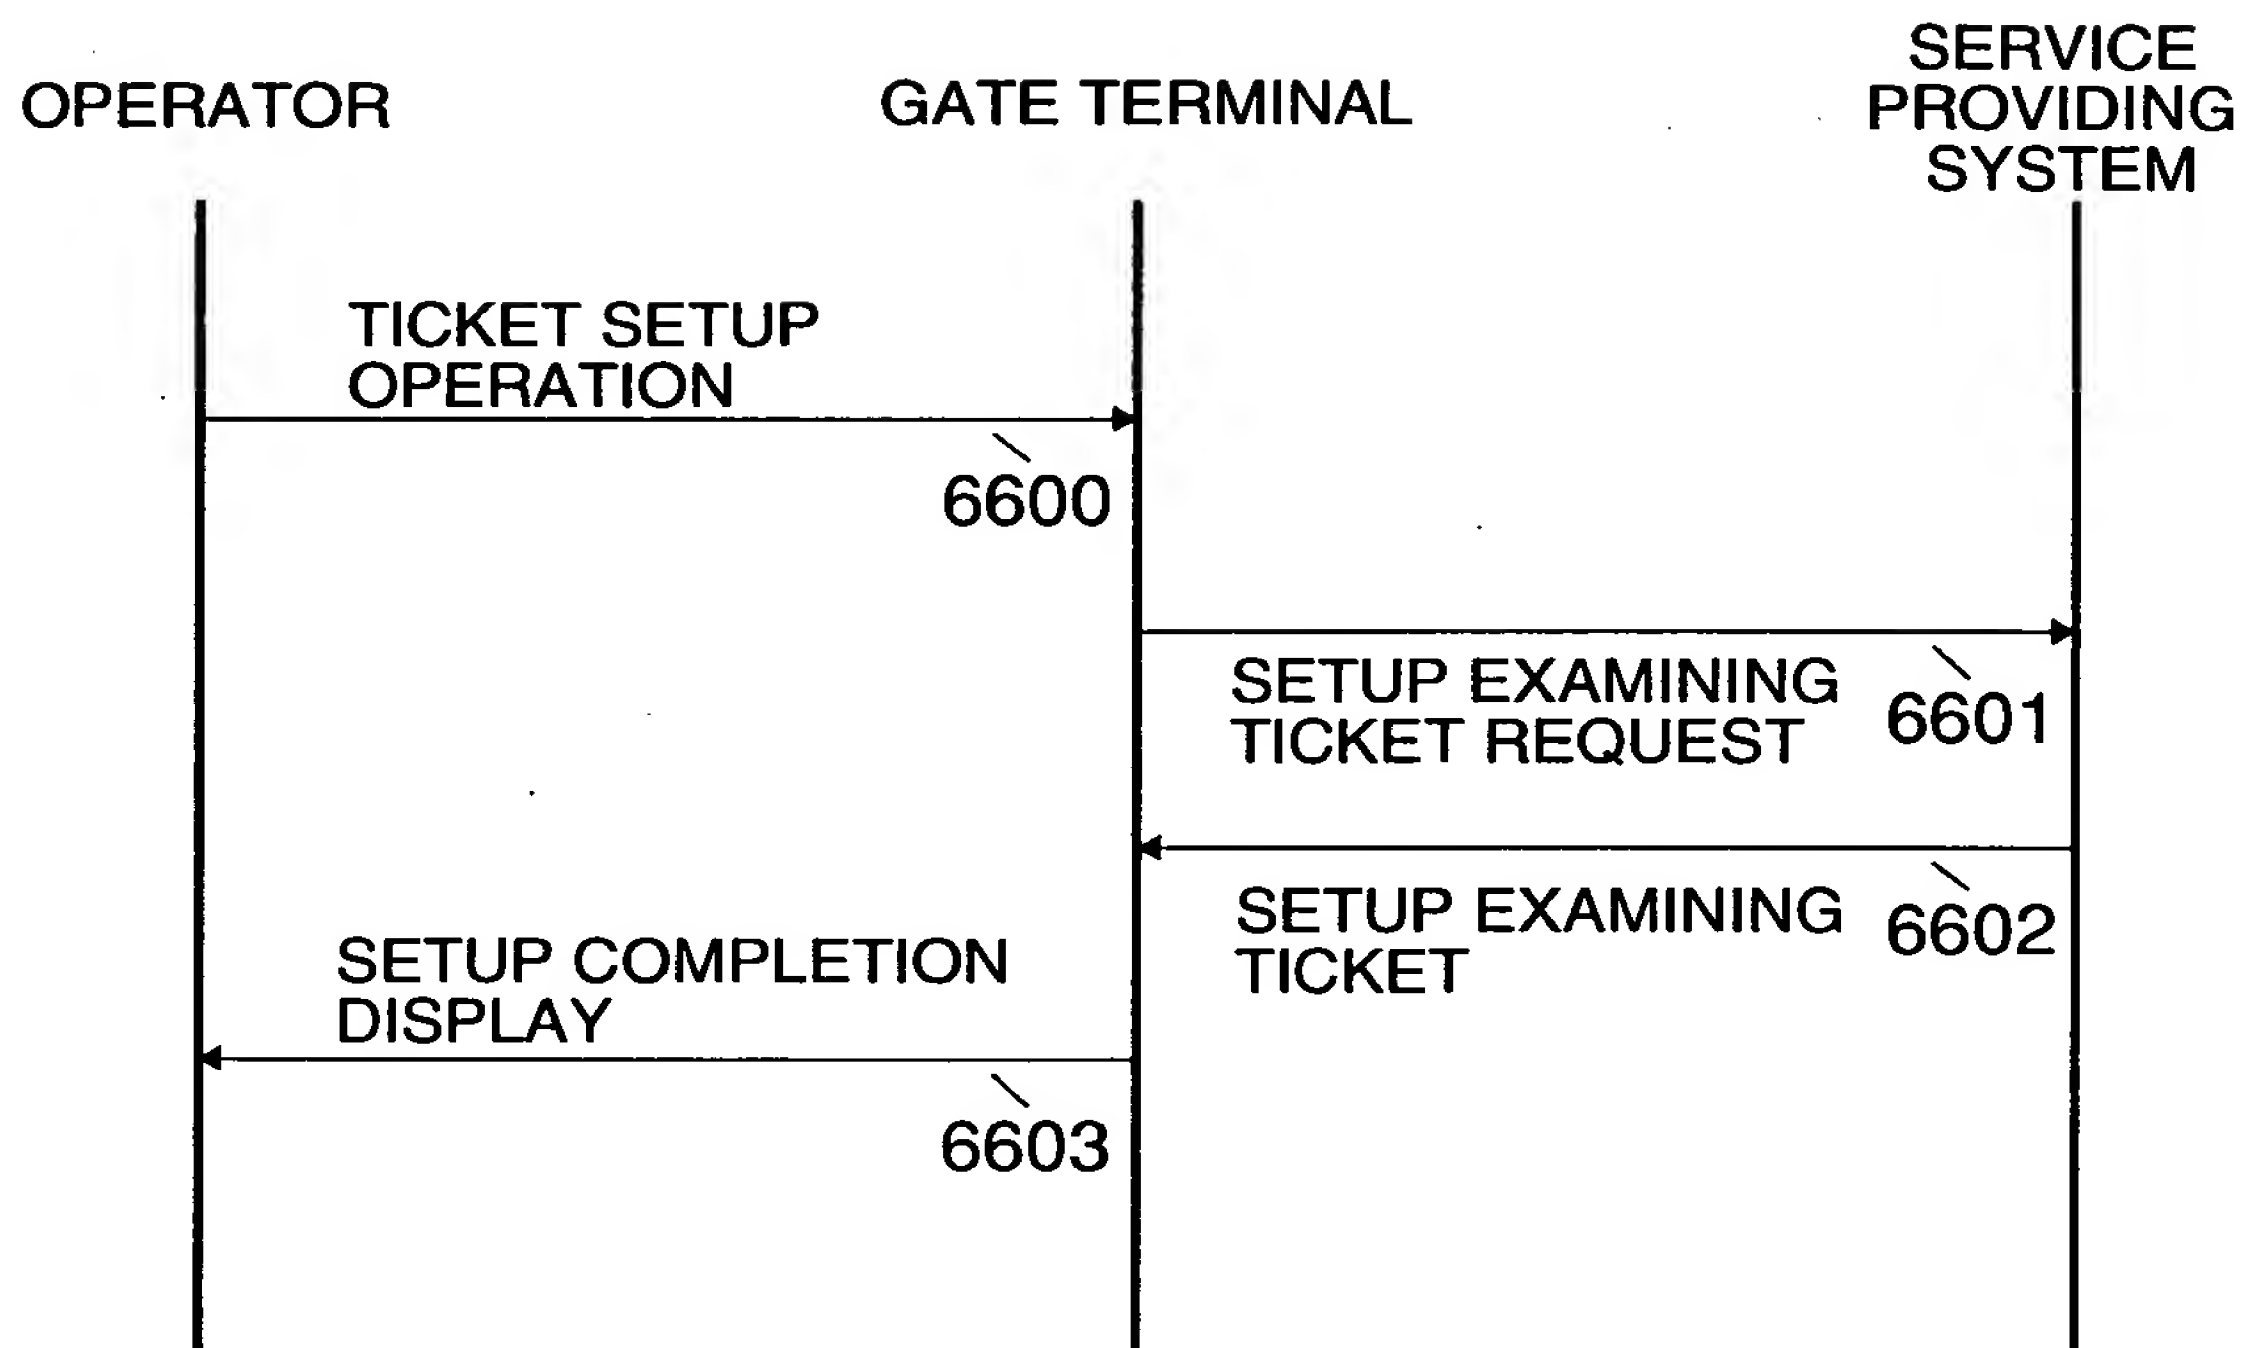 OPERATOR
GATE TERMINAL
SERVICE
PROVIDING
SYSTEM
TICKET SETUP
OPERATION
6600
SETUP EXAMINING
TICKET REQUEST
6601
SETUP EXAMINING
TICKET
6602
SETUP COMPLETION
DISPLAY
6603